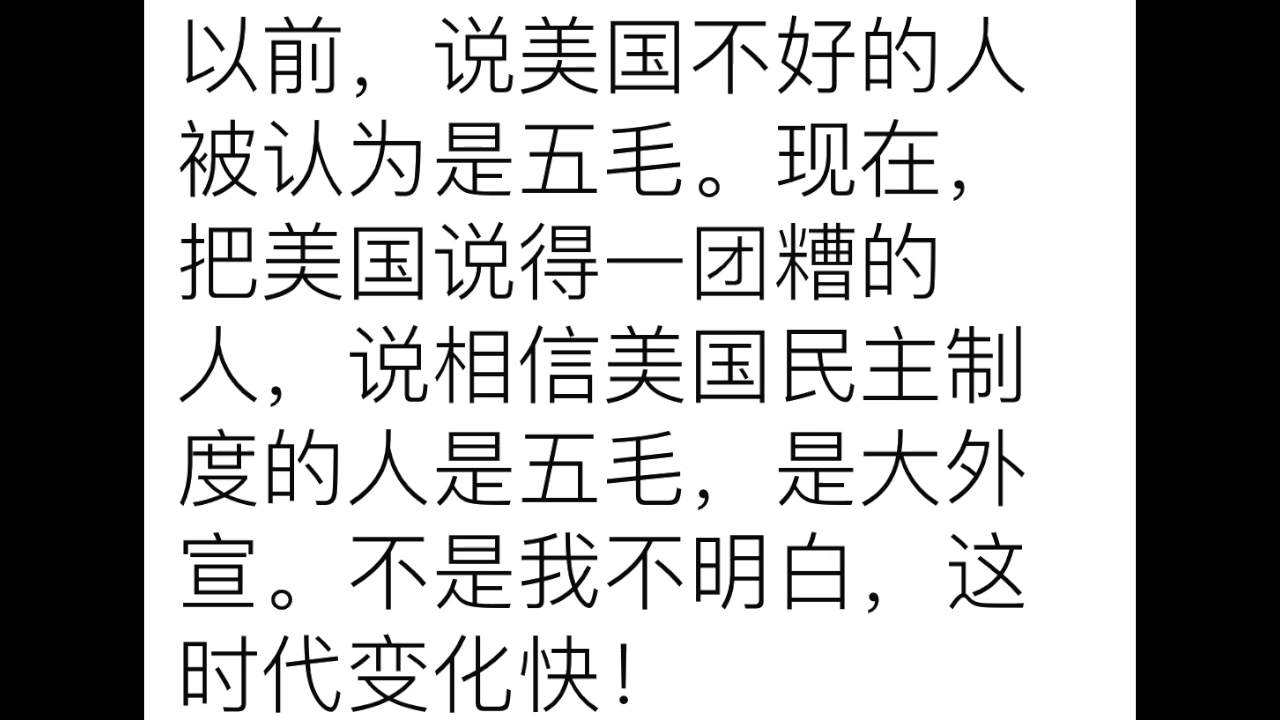 以前，说美国不好的人
被认为是五毛。现在，
把美国说得一团糟的
人，说相信美国民主制
度的人是五毛，是大外
宣。不是我不明白，这
时代变化快！